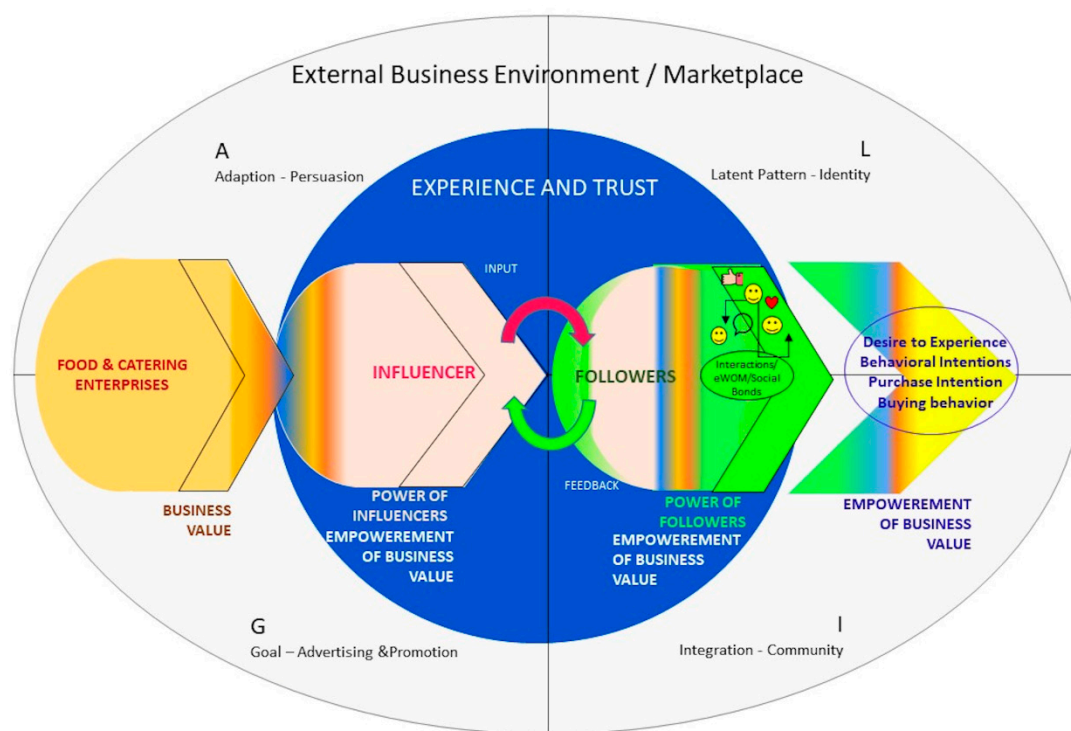 External Business Environment / Marketplace
A
Adaption - Persuasion
L
Latent Pattern - Identity
EXPERIENCE AND TRUST
INPUT
FOOD & CATERING
ENTERPRISES
INFLUENCER
FOLLOWERS
Interactions/
eWOM/Social
Bonds
Desire to Experience
Behavioral Intentions
Purchase Intention
Buying behavior
FEEDBACK
BUSINESS
VALUE
POWER OF
INFLUENCERS
EMPOWEREMENT
OF BUSINESS
VALUE
POWER OF
FOLLOWERS
EMPOWEREMENT
OF BUSINESS
VALUE
EMPOWEREMENT
OF BUSINESS
VALUE
G
Goal – Advertising &Promotion
I
Integration - Community